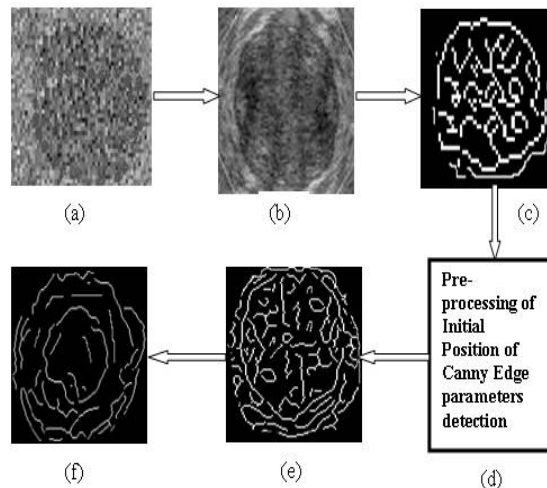 (a)
(b)
(c)
Pre-
processing of
Initial
Position of
Canny Edge
parameters
detection
(f)
(e)
(d)